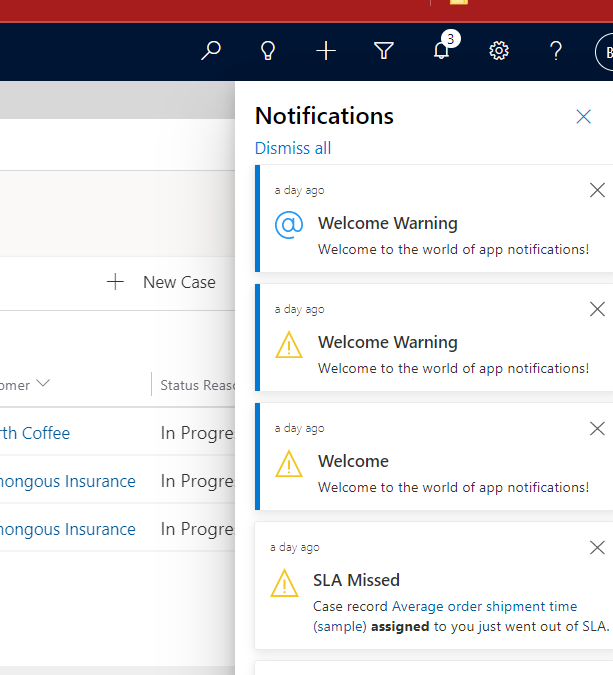 3
?
B
Notifications
Dismiss all
a day ago
@
Welcome Warning
Welcome to the world of app notifications!
a day ago
Welcome Warning
Welcome to the world of app notifications!
a day ago
Welcome
Welcome to the world of app notifications!
a day ago
SLA Missed
Case record Average order shipment time
(sample) assigned to you just went out of SLA.
New Case
omer
Status Reaso
rth Coffee
In Progre
nongous Insurance
In Progre
nongous Insurance
In Progre